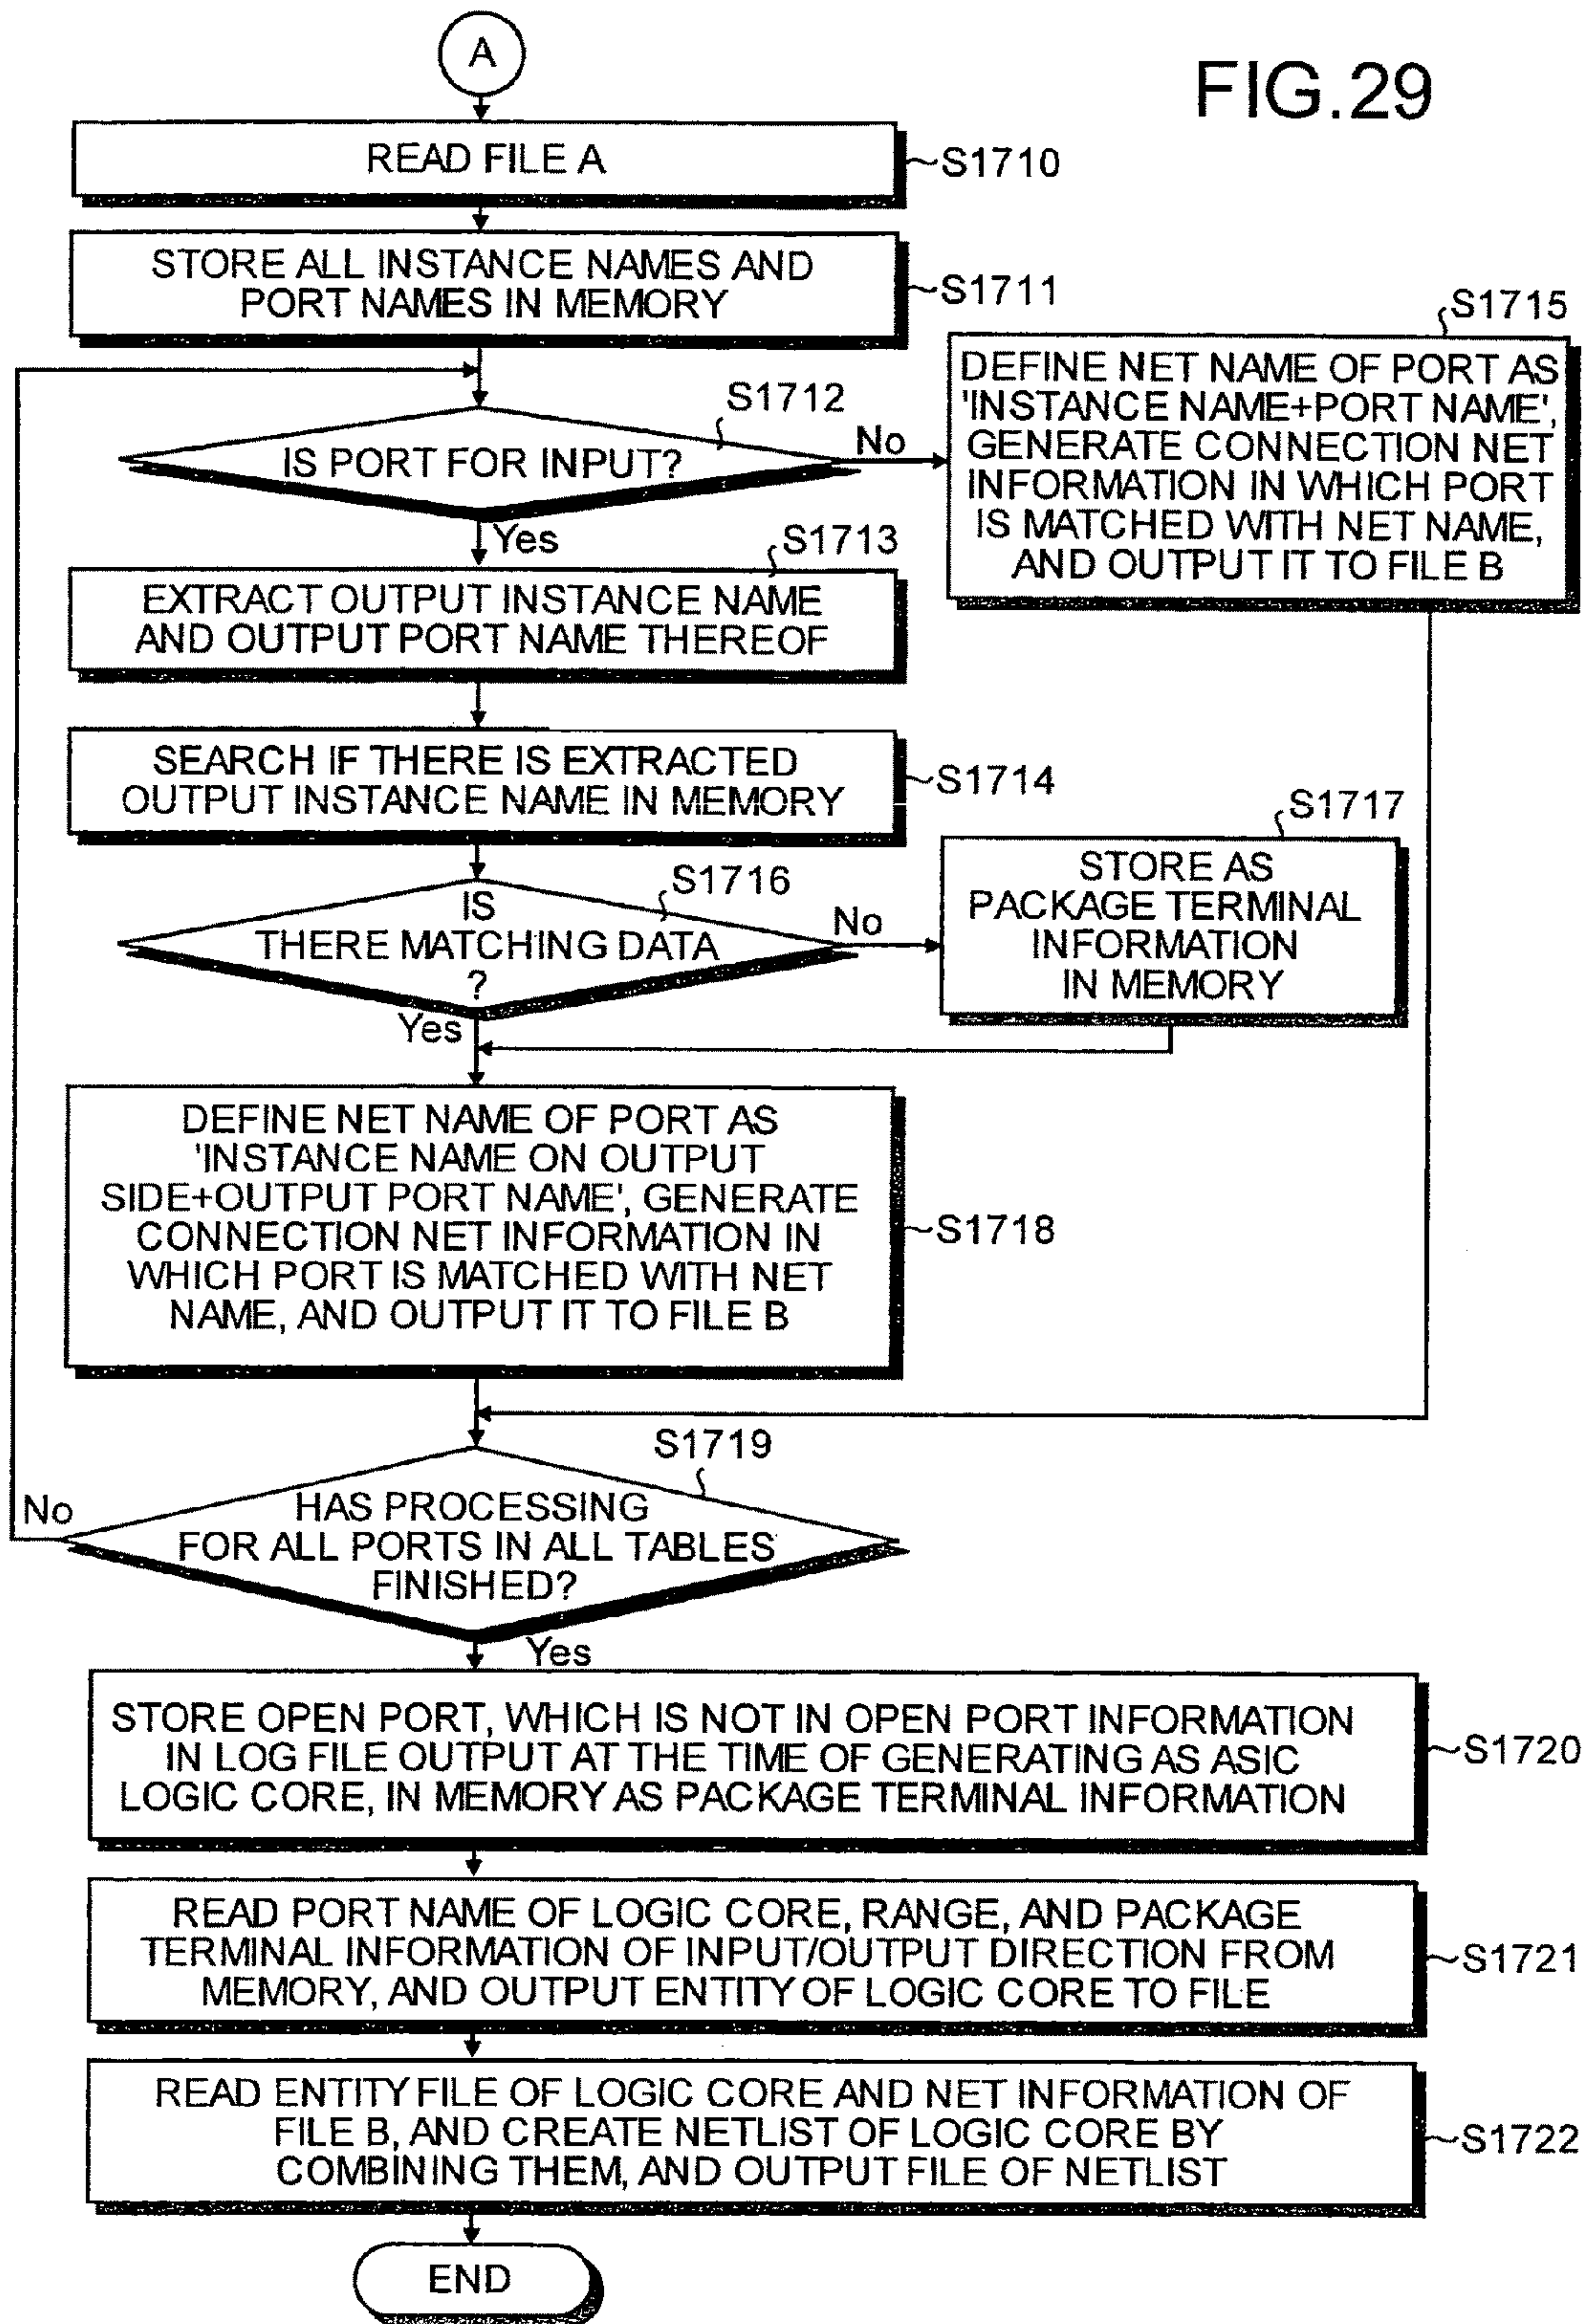 A
FIG.29
READ FILE A
S1710
STORE ALL INSTANCE NAMES AND
PORT NAMES IN MEMORY
S1711
S1712
IS PORT FOR INPUT?
No
Yes
S1715
DEFINE NET NAME OF PORT AS
'INSTANCE NAME+PORT NAME',
GENERATE CONNECTION NET
INFORMATION IN WHICH PORT
IS MATCHED WITH NET NAME,
AND OUTPUT IT TO FILE B
S1713
EXTRACT OUTPUT INSTANCE NAME
AND OUTPUT PORT NAME THEREOF
SEARCH IF THERE IS EXTRACTED
OUTPUT INSTANCE NAME IN MEMORY
S1714
S1716
IS
THERE MATCHING DATA
?
No
Yes
S1717
STORE AS
PACKAGE TERMINAL
INFORMATION
IN MEMORY
DEFINE NET NAME OF PORT AS
'INSTANCE NAME ON OUTPUT
SIDE+OUTPUT PORT NAME', GENERATE
CONNECTION NET INFORMATION IN
WHICH PORT IS MATCHED WITH NET
NAME, AND OUTPUT IT TO FILE B
S1718
S1719
No
HAS PROCESSING
FOR ALL PORTS IN ALL TABLES
FINISHED?
Yes
STORE OPEN PORT, WHICH IS NOT IN OPEN PORT INFORMATION
IN LOG FILE OUTPUT AT THE TIME OF GENERATING AS ASIC
LOGIC CORE, IN MEMORY AS PACKAGE TERMINAL INFORMATION
S1720
READ PORT NAME OF LOGIC CORE, RANGE, AND PACKAGE
TERMINAL INFORMATION OF INPUT/OUTPUT DIRECTION FROM
MEMORY, AND OUTPUT ENTITY OF LOGIC CORE TO FILE
S1721
READ ENTITY FILE OF LOGIC CORE AND NET INFORMATION OF
FILE B, AND CREATE NETLIST OF LOGIC CORE BY
COMBINING THEM, AND OUTPUT FILE OF NETLIST
S1722
END